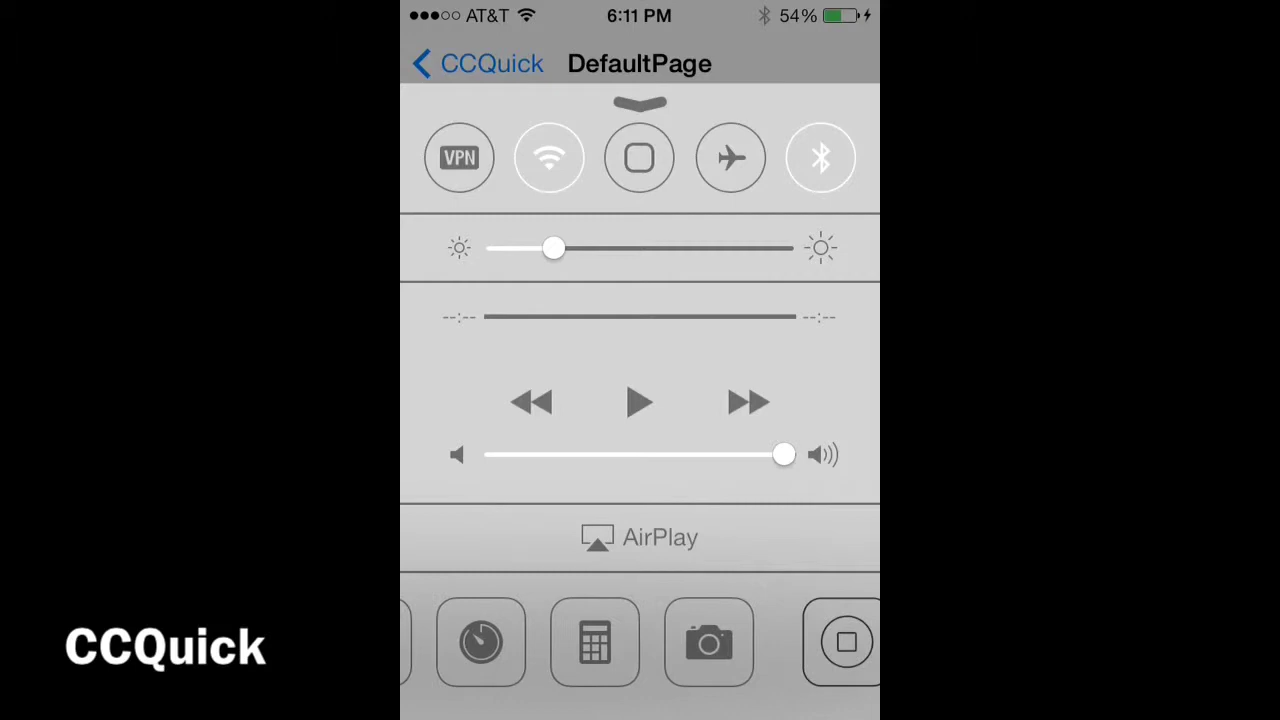 AT&T 6:11 PM 54%
CCQuick DefaultPage
VPN
--:-- --:--
AirPlay
CCQuick